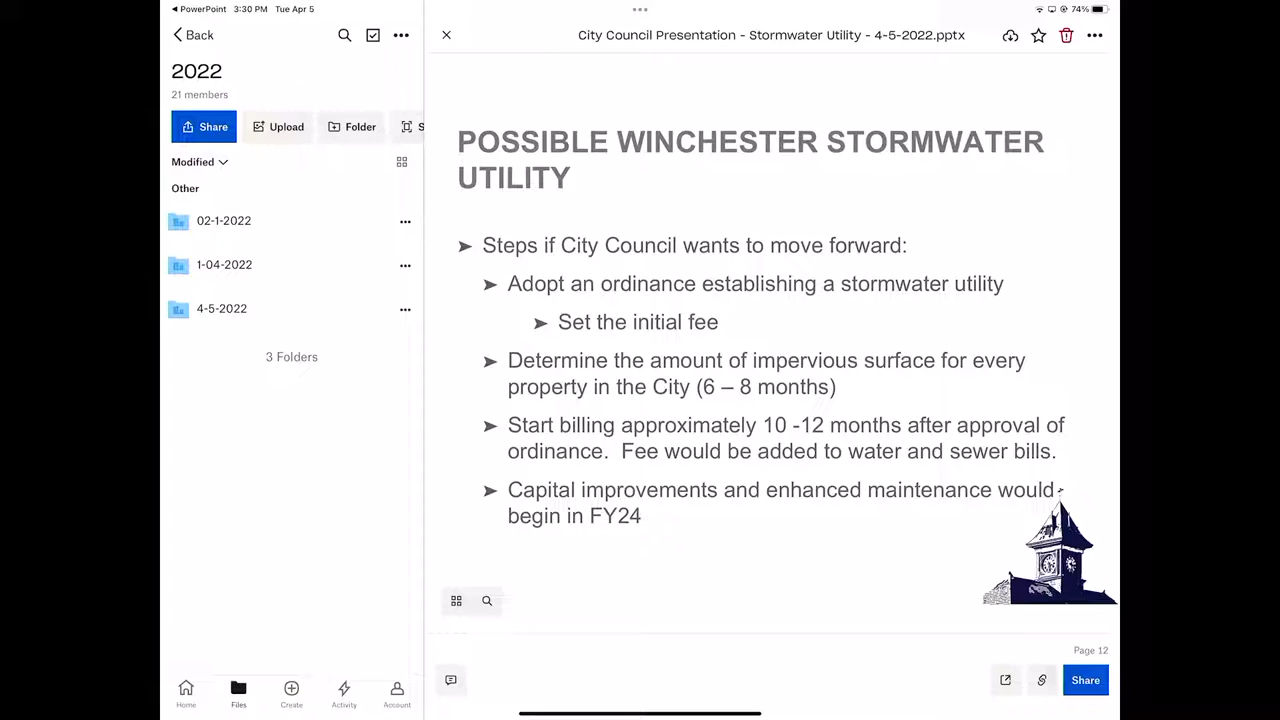 PowerPoint 3:30 PM Tue Apr 5
74%
Back
2022
21 members
Share Upload Folder S
Modified
Other
02-1-2022
1-04-2022
4-5-2022
3 Folders
Home Files Create Activity Account
City Council Presentation - Stormwater Utility - 4-5-2022.pptx
POSSIBLE WINCHESTER STORMWATER
UTILITY
➤ Steps if City Council wants to move forward:
➤ Adopt an ordinance establishing a stormwater utility
➤ Set the initial fee
➤ Determine the amount of impervious surface for every
property in the City (6 – 8 months)
➤ Start billing approximately 10 -12 months after approval of
ordinance.  Fee would be added to water and sewer bills.
➤ Capital improvements and enhanced maintenance would
begin in FY24
Page 12
Share